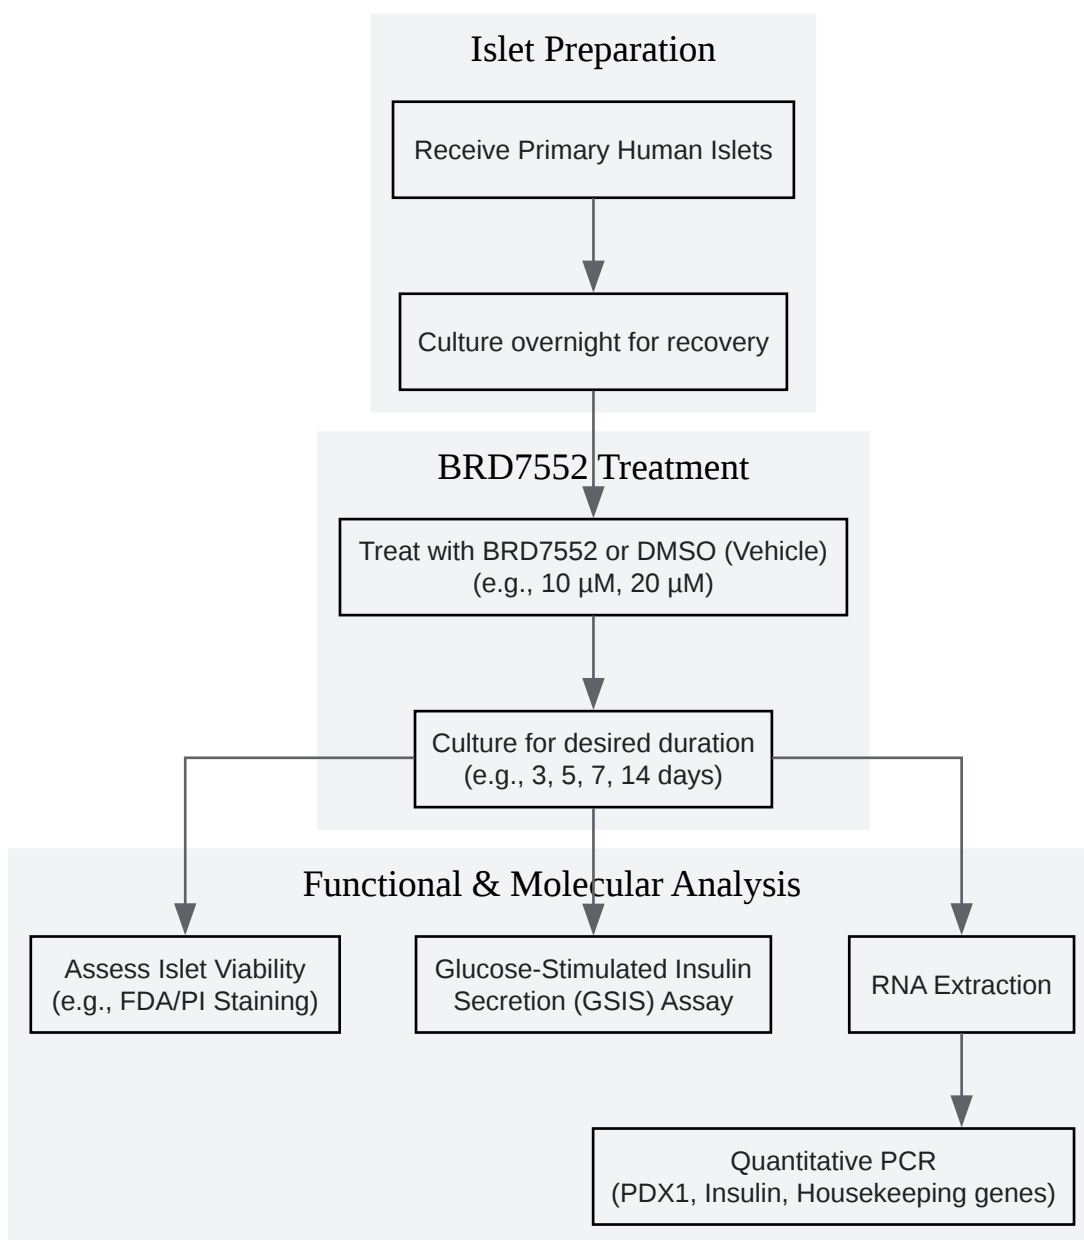 Islet Preparation
Receive Primary Human Islets
Culture overnight for recovery
BRD7552 Treatment
Treat with BRD7552 or DMSO (Vehicle)
(e.g., 10 µM, 20 µM)
Culture for desired duration
(e.g., 3, 5, 7, 14 days)
Functional & Molecular Analysis
Assess Islet Viability
(e.g., FDA/PI Staining)
Glucose-Stimulated Insulin
Secretion (GSIS) Assay
RNA Extraction
Quantitative PCR
(PDX1, Insulin, Housekeeping genes)